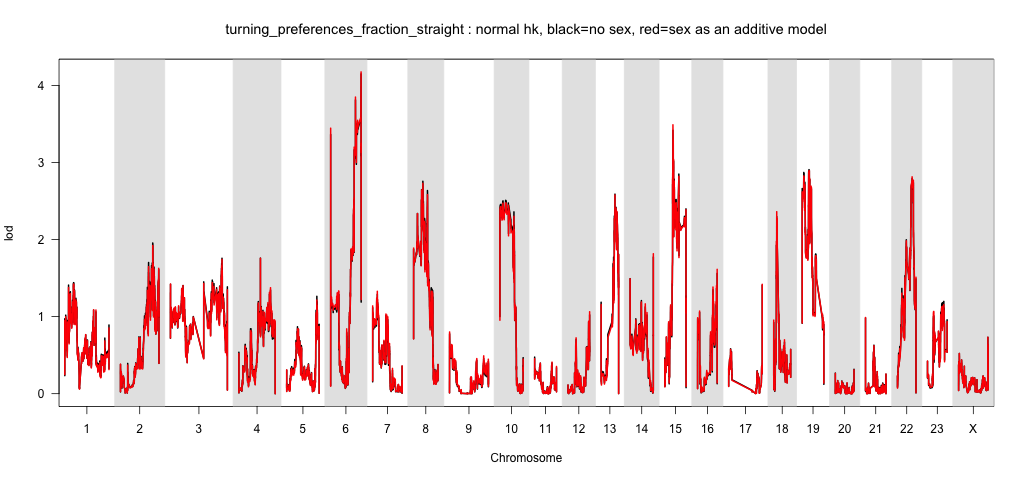 turning_preferences_fraction_straight : normal hk, black=no sex, red=sex as an additive model
4
3
2
1
0
lod
1 2 3 4 5 6 7 8 9 10 11 12 13 14 15 16 17 18 19 20 21 22 23 X
Chromosome